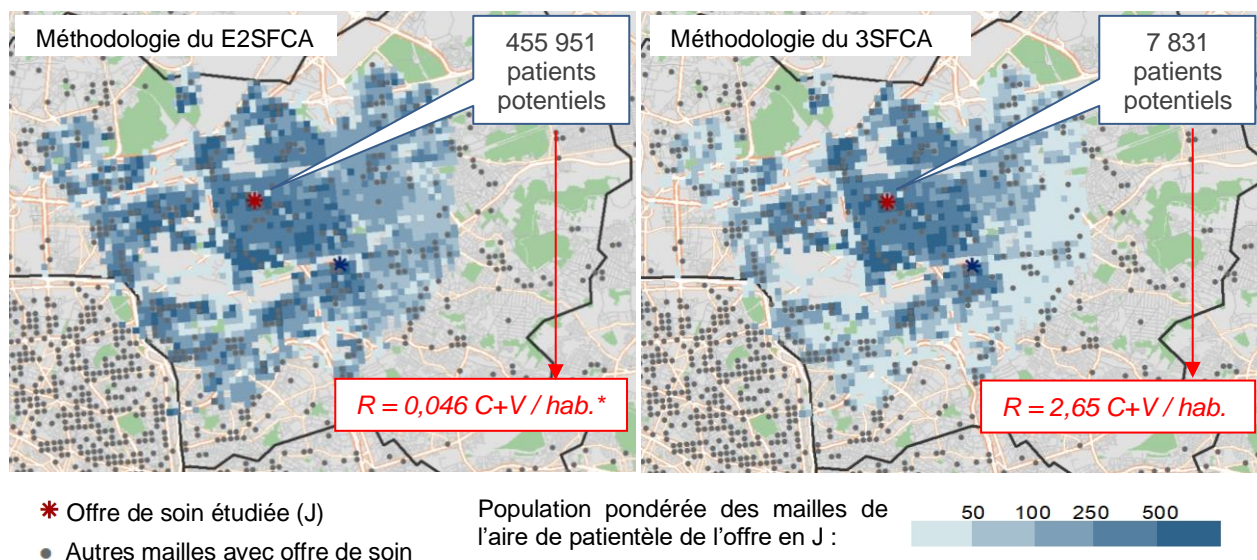 Méthodologie du E2SFCA
455 951
patients
potentiels
R = 0,046 C+V / hab.*
Méthodologie du 3SFCA
7 831
patients
potentiels
R = 2,65 C+V / hab.
Offre de soin étudiée (J)
Autres mailles avec offre de soin
Population pondérée des mailles de
l'aire de patientèle de l'offre en J :
50 100 250 500